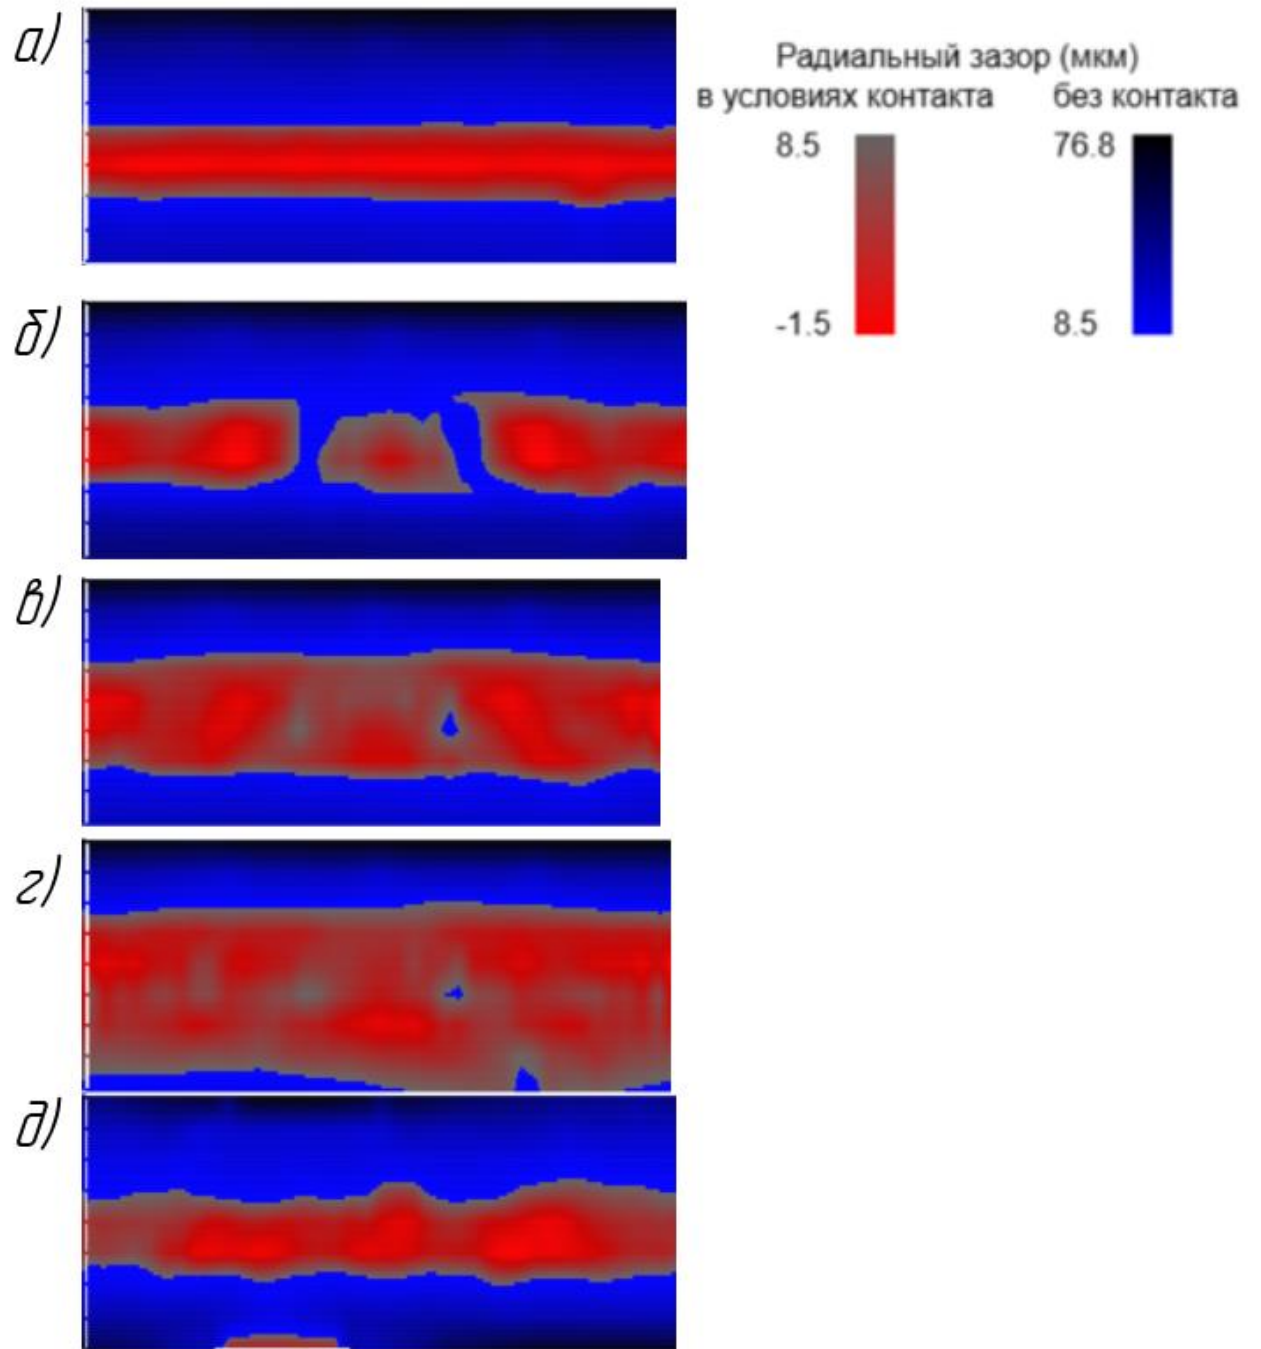 а)
Радиальный зазор (мкм)
в условиях контакта
без контакта
8.5
76.8
-1.5
8.5
б)
в)
г)
д)